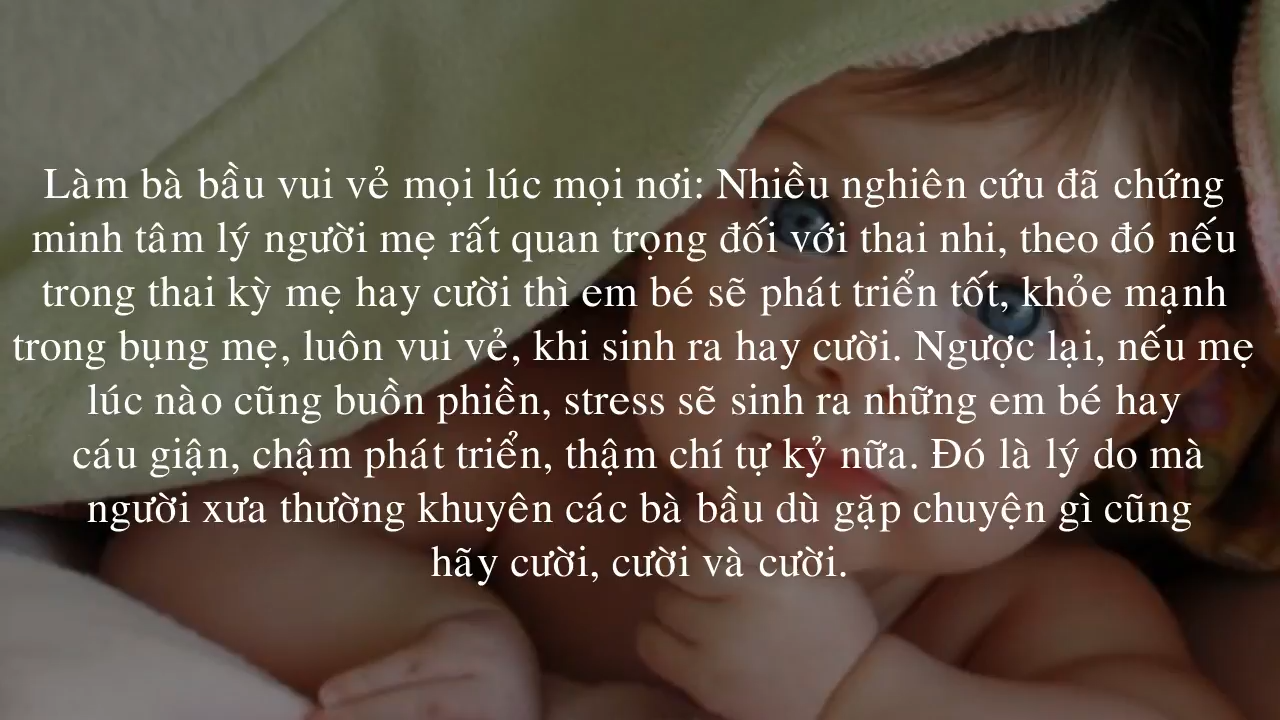 Làm bà bầu vui vẻ mọi lúc mọi nơi: Nhiều nghiên cứu đã chứng
minh tâm lý người mẹ rất quan trọng đối với thai nhi, theo đó nếu
trong thai kỳ mẹ hay cười thì em bé sẽ phát triển tốt, khỏe mạnh
trong bụng mẹ, luôn vui vẻ, khi sinh ra hay cười. Ngược lại, nếu mẹ
lúc nào cũng buồn phiền, stress sẽ sinh ra những em bé hay
cáu giận, chậm phát triển, thậm chí tự kỷ nữa. Đó là lý do mà
người xưa thường khuyên các bà bầu dù gặp chuyện gì cũng
hãy cười, cười và cười.